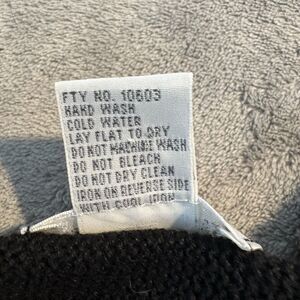 FTY NO. 10603
HAND WASH
COLD WATER
LAY FLAT TO DRY
DO NOT MACHINE WASH
DO NOT BLEACH
DO NOT DRY CLEAN
IRON ON REVERSE SIDE
WITH COOL IRON